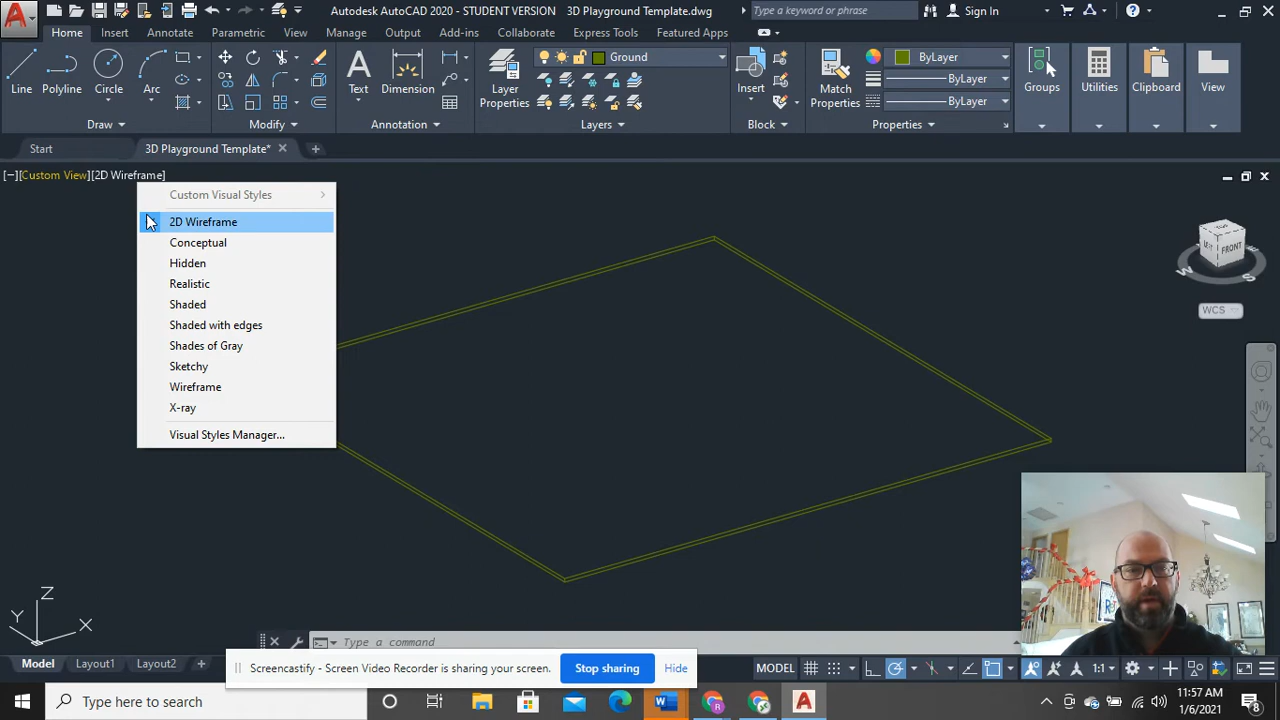 Autodesk AutoCAD 2020 - STUDENT VERSION 3D Playground Template.dwg
Type a keyword or phrase
Sign In
Home Insert Annotate Parametric View Manage Output Add-ins Collaborate Express Tools Featured Apps
Line Polyline Circle Arc
Text Dimension
Layer Properties
Ground
Insert
Match Properties
ByLayer
ByLayer
ByLayer
Groups Utilities Clipboard View
Draw Modify Annotation Layers Block Properties
Start 3D Playground Template*
[−][Custom View][2D Wireframe]
Custom Visual Styles
2D Wireframe
Conceptual
Hidden
Realistic
Shaded
Shaded with edges
Shades of Gray
Sketchy
Wireframe
X-ray
Visual Styles Manager...
TOP
LEFT FRONT
W S
WCS
Z
Y X
Type a command
Model Layout1 Layout2
Screencastify - Screen Video Recorder is sharing your screen. Stop sharing Hide
MODEL 1:1
Type here to search
11:57 AM
1/6/2021
8